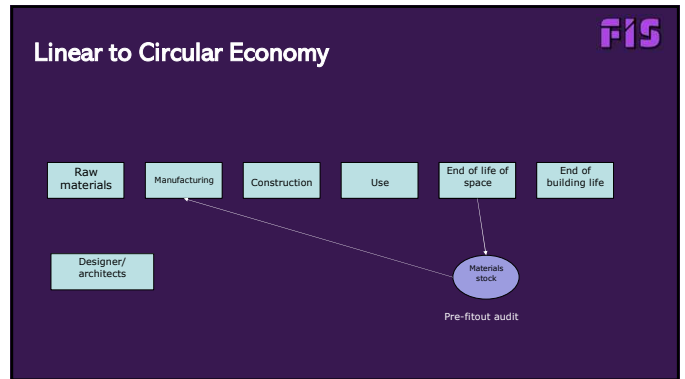 FIS
Linear to Circular Economy
Raw
materials
Manufacturing
Construction
Use
End of life of
space
End of
building life
Designer/
architects
Materials
stock
Pre-fitout audit